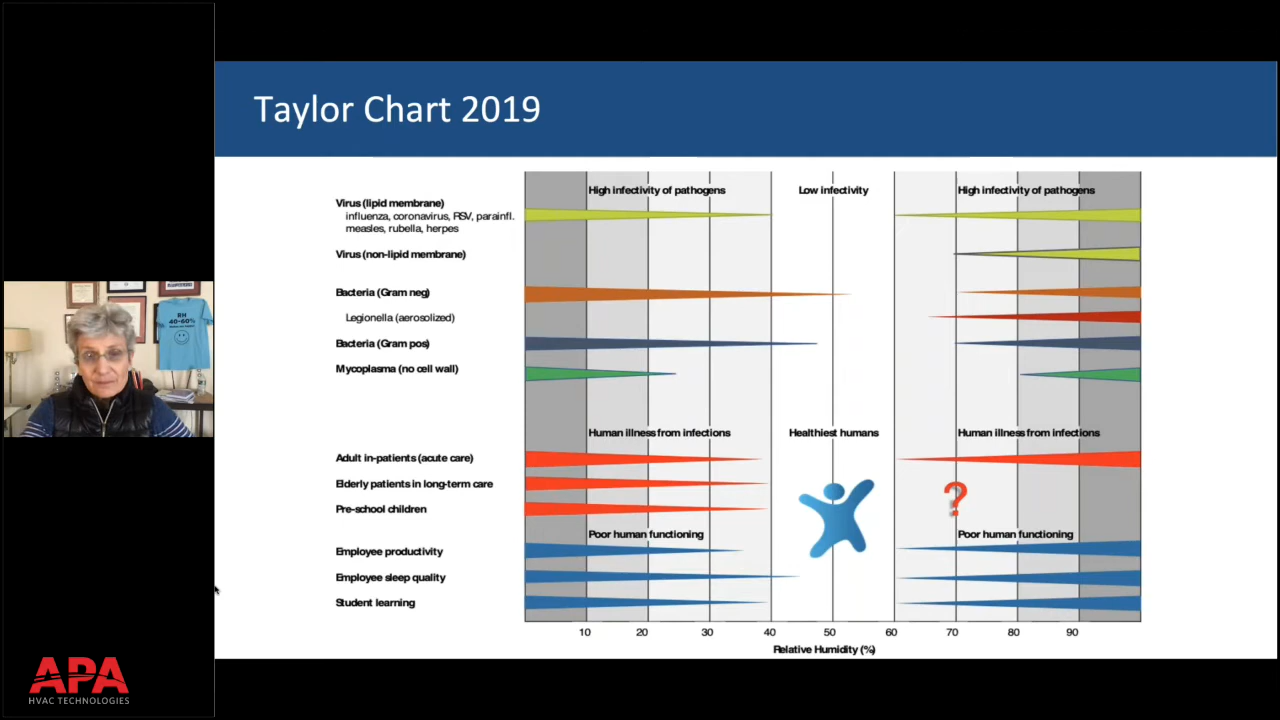 Taylor Chart 2019
High infectivity of pathogens
Low infectivity
High infectivity of pathogens
Virus (lipid membrane)
influenza, coronavirus, RSV, parainfl.
measles, rubella, herpes
Virus (non-lipid membrane)
Bacteria (Gram neg)
Legionella (aerosolized)
Bacteria (Gram pos)
Mycoplasma (no cell wall)
Human illness from infections
Healthiest humans
Human illness from infections
Adult in-patients (acute care)
Elderly patients in long-term care
Pre-school children
?
Poor human functioning
Poor human functioning
Employee productivity
Employee sleep quality
Student learning
10 20 30 40 50 60 70 80 90
Relative Humidity (%)
RH
40-60%
APA
HVAC TECHNOLOGIES